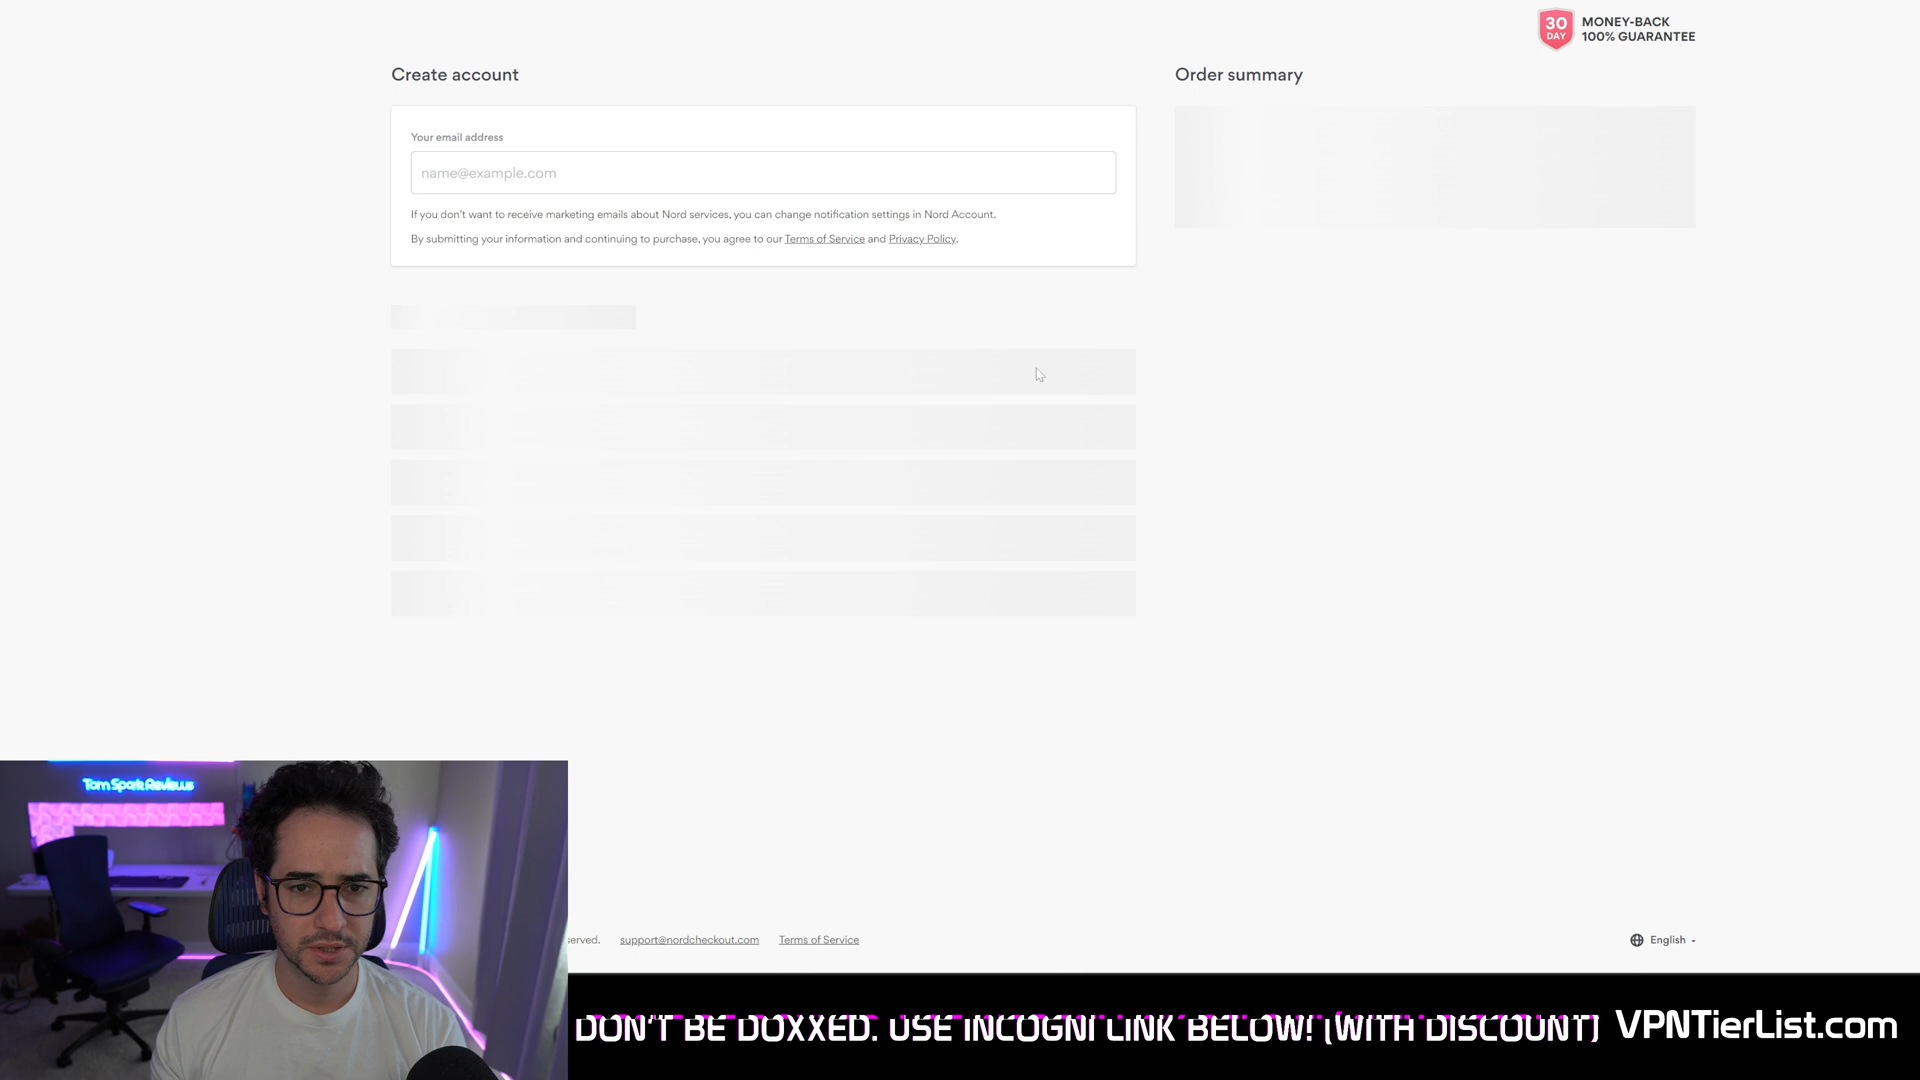 30
DAY
MONEY-BACK
100% GUARANTEE
Create account
Order summary
Your email address
name@example.com
If you don't want to receive marketing emails about Nord services, you can change notification settings in Nord Account.
By submitting your information and continuing to purchase, you agree to our Terms of Service and Privacy Policy.
Tom Spark Reviews
served. support@nordcheckout.com Terms of Service
English
DON'T BE DOXXED. USE INCOGNI LINK BELOW! (WITH DISCOUNT) VPNTierList.com